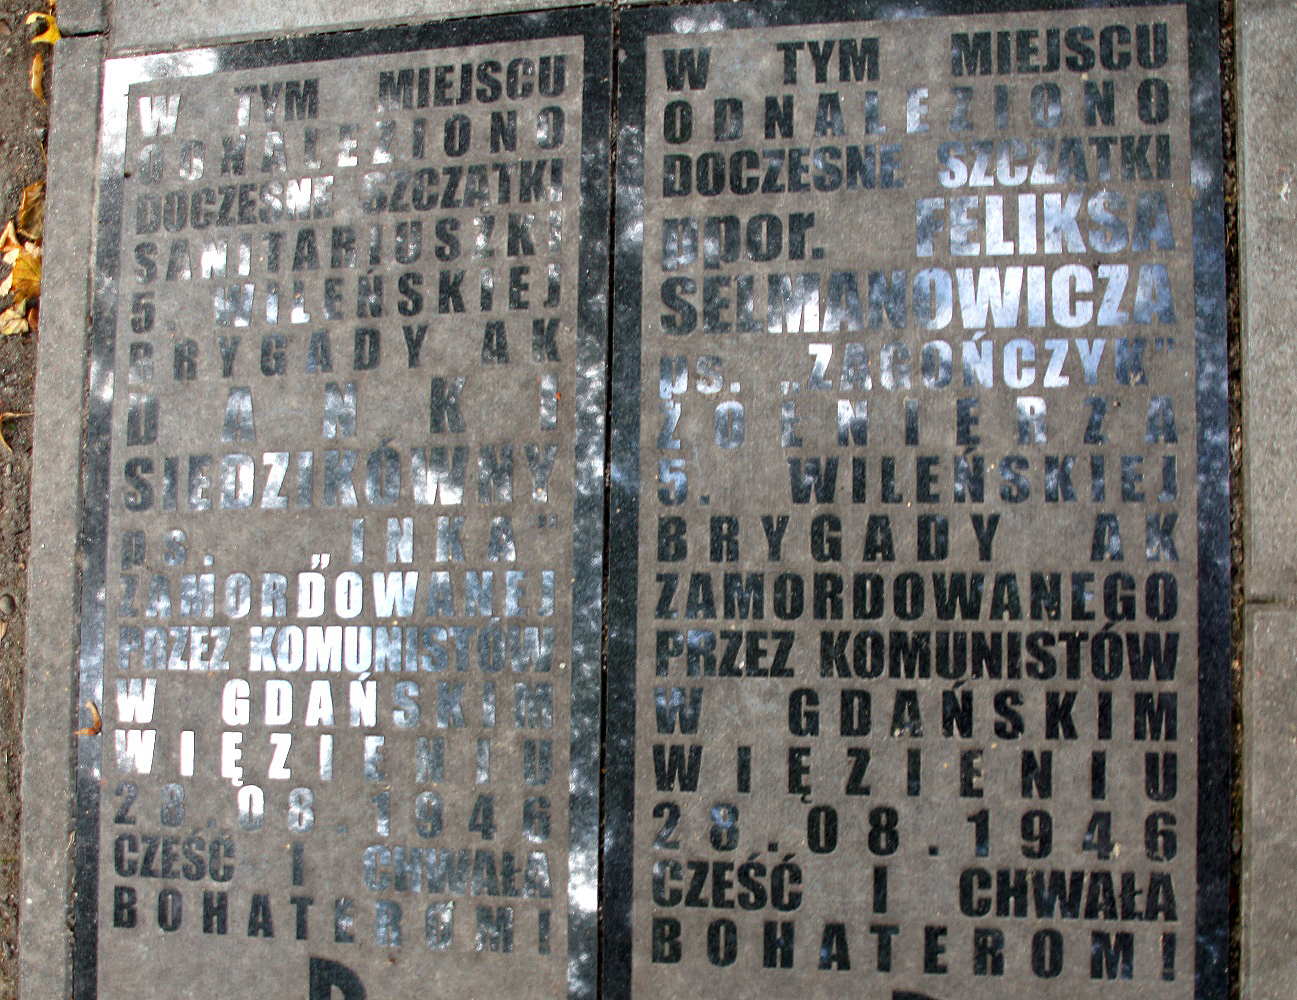 W TYM MIEJSCU
ODNALEZIONO
DOCZESNE SZCZĄTKI
SANITARIUSZKI
5. WILEŃSKIEJ
BRYGADY AK
DANKI
SIEDZIKÓWNY
ps. „INKA"
ZAMORDOWANEJ
PRZEZ KOMUNISTÓW
W GDAŃSKIM
WIĘZIENIU
28.08.1946
CZEŚĆ I CHWAŁA
BOHATEROM!
W TYM MIEJSCU
ODNALEZIONO
DOCZESNE SZCZĄTKI
ppor. FELIKSA
SELMANOWICZA
ps. „ZAGOŃCZYK"
ŻOŁNIERZA
5. WILEŃSKIEJ
BRYGADY AK
ZAMORDOWANEGO
PRZEZ KOMUNISTÓW
W GDAŃSKIM
WIĘZIENIU
28.08.1946
CZEŚĆ I CHWAŁA
BOHATEROM!